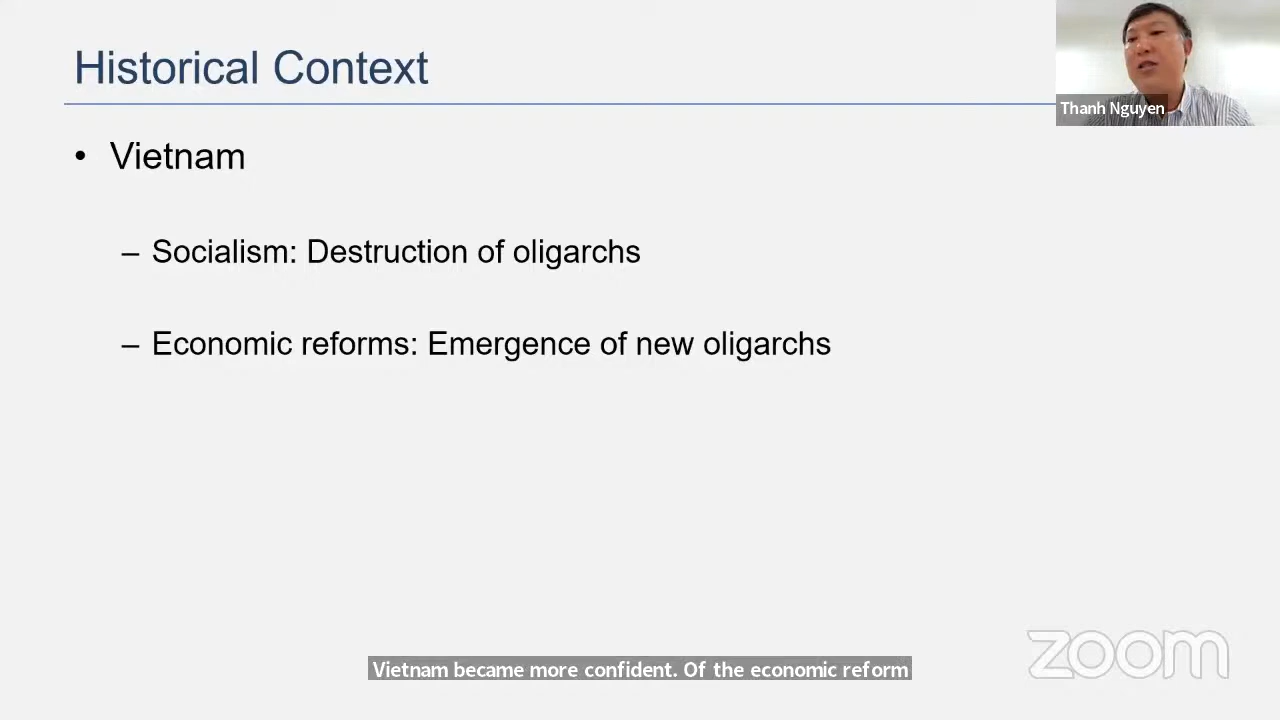 Historical Context
Thanh Nguyen
• Vietnam
– Socialism: Destruction of oligarchs
– Economic reforms: Emergence of new oligarchs
zoom
Vietnam became more confident. Of the economic reform